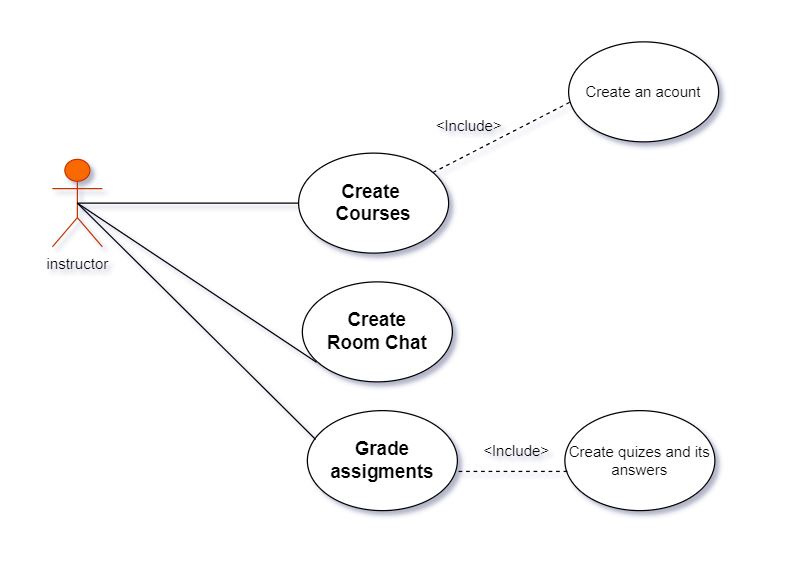 Create an acount
<Include>
Create
Courses
instructor
Create
Room Chat
Grade
assigments
<Include>
Create quizes and its
answers